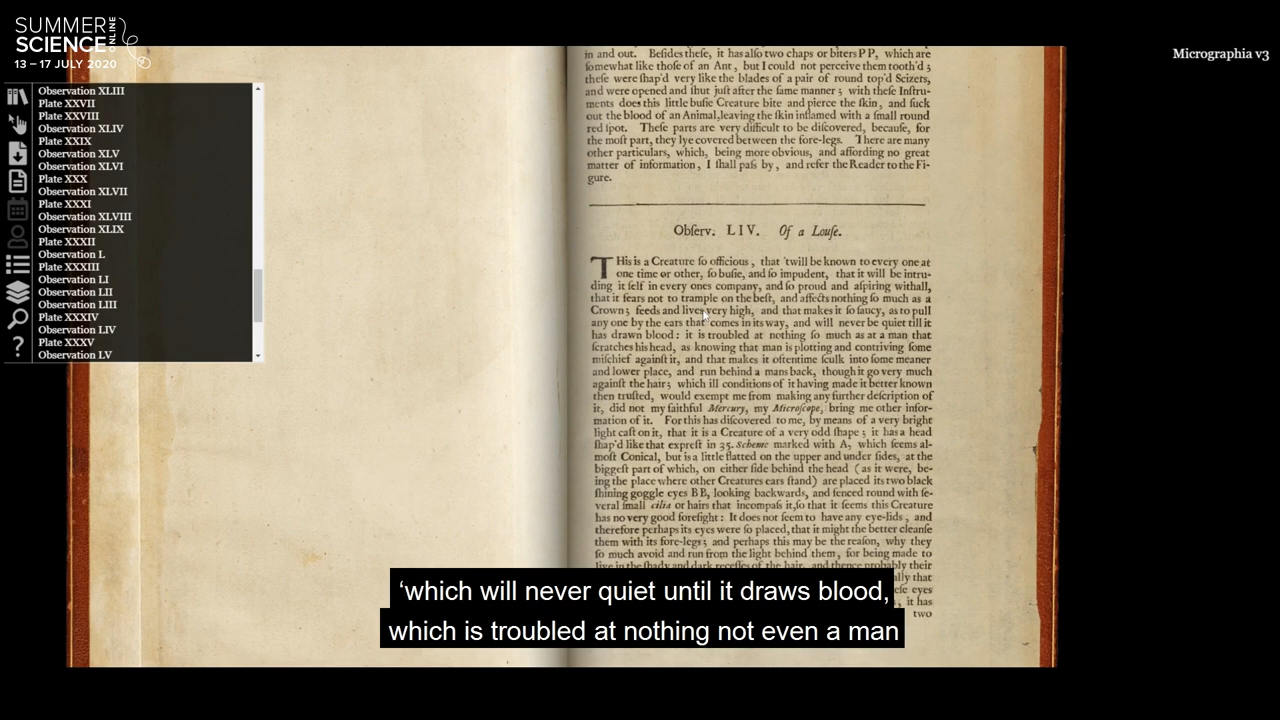 SUMMER
SCIENCE
ONLINE
13 – 17 JULY 2020
Micrographia v3
Observation XLIII
Plate XXVII
Plate XXVIII
Observation XLIV
Plate XXIX
Observation XLV
Observation XLVI
Plate XXX
Observation XLVII
Plate XXXI
Observation XLVIII
Observation XLIX
Plate XXXII
Observation L
Plate XXXIII
Observation LI
Observation LII
Observation LIII
Plate XXXIV
Observation LIV
Plate XXXV
Observation LV
in and out. Beſides theſe, it has alſo two chaps or biters P P, which are
ſomewhat like thoſe of an Ant, but I could not perceive them tooth'd ;
theſe were ſhap'd very like the blades of a pair of round top'd Scizers,
and were opened and ſhut juſt after the ſame manner ; with theſe Inſtru-
ments does this little buſie Creature bite and pierce the ſkin, and ſuck
out the blood of an Animal, leaving the ſkin inflamed with a ſmall round
red ſpot. Theſe parts are very difficult to be diſcovered, becauſe, for
the moſt part, they lye covered between the fore-legs. There are many
other particulars, which, being more obvious, and affording no great
matter of information, I ſhall paſs by, and refer the Reader to the Fi-
gure.
Obſerv. LIV. Of a Louſe.
THis is a Creature ſo officious, that 'twill be known to every one at
one time or other, ſo buſie, and ſo impudent, that it will be intru-
ding it ſelf in every ones company, and ſo proud and aſpiring withall,
that it fears not to trample on the beſt, and affects nothing ſo much as a
Crown ; feeds and lives very high, and that makes it ſo ſaucy, as to pull
any one by the ears that comes in its way, and will never be quiet till it
has drawn blood : it is troubled at nothing ſo much as at a man that
ſcratches his head, as knowing that man is plotting and contriving ſome
miſchief againſt it, and that makes it oftentime ſculk into ſome meaner
and lower place, and run behind a mans back, though it go very much
againſt the hair ; which ill conditions of it having made it better known
then truſted, would exempt me from making any further deſcription of
it, did not my faithful Mercury, my Microſcope, bring me other infor-
mation of it. For this has diſcovered to me, by means of a very bright
light caſt on it, that it is a Creature of a very odd ſhape ; it has a head
ſhap'd like that expreſt in 35. Scheme marked with A, which ſeems al-
moſt Conical, but is a little flatted on the upper and under ſides, at the
biggeſt part of which, on either ſide behind the head (as it were, be-
ing the place where other Creatures ears ſtand) are placed its two black
ſhining goggle eyes BB, looking backwards, and fenced round with ſe-
veral ſmall cilia or hairs that incompaſs it, ſo that it ſeems this Creature
has no very good foreſight : It does not ſeem to have any eye-lids, and
therefore perhaps its eyes were ſo placed, that it might the better cleanſe
them with its fore-legs ; and perhaps this may be the reaſon, why they
ſo much avoid and run from the light behind them, for being made to
live in the ſhady and dark receſſes of the hair, and thence probably their
ally that
eſe eyes
, it has
two
‘which will never quiet until it draws blood,
which is troubled at nothing not even a man